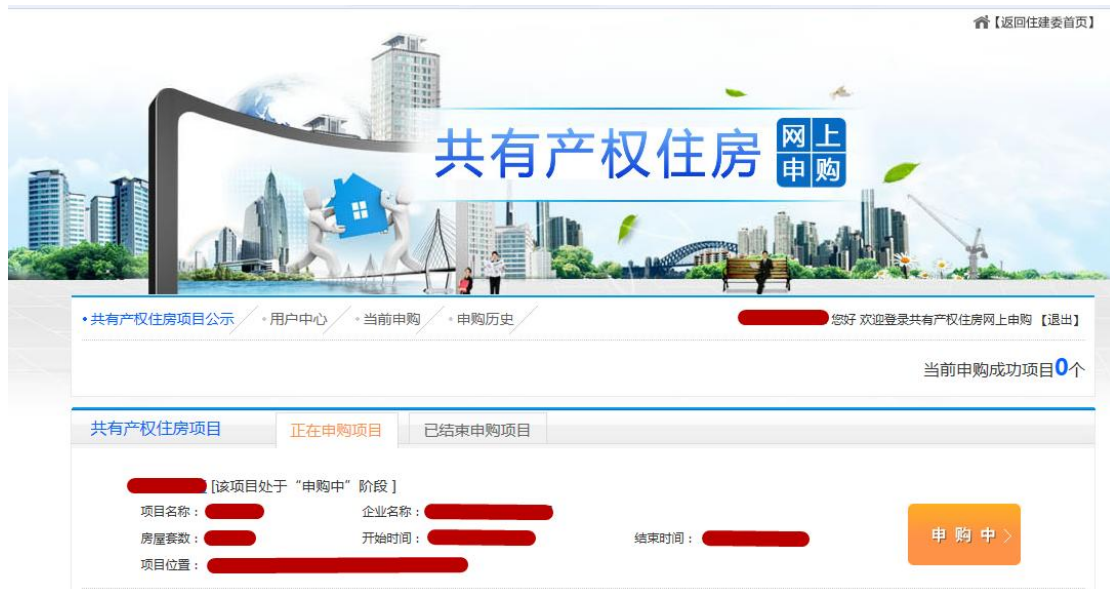 【返回住建委首页】
共有产权住房 网上申购
•共有产权住房项目公示 •用户中心 •当前申购 •申购历史 您好 欢迎登录共有产权住房网上申购 【退出】
当前申购成功项目0个
共有产权住房项目 正在申购项目 已结束申购项目
[该项目处于“申购中”阶段 ]
项目名称： 企业名称：
房屋套数： 开始时间： 结束时间：
申购中
项目位置：